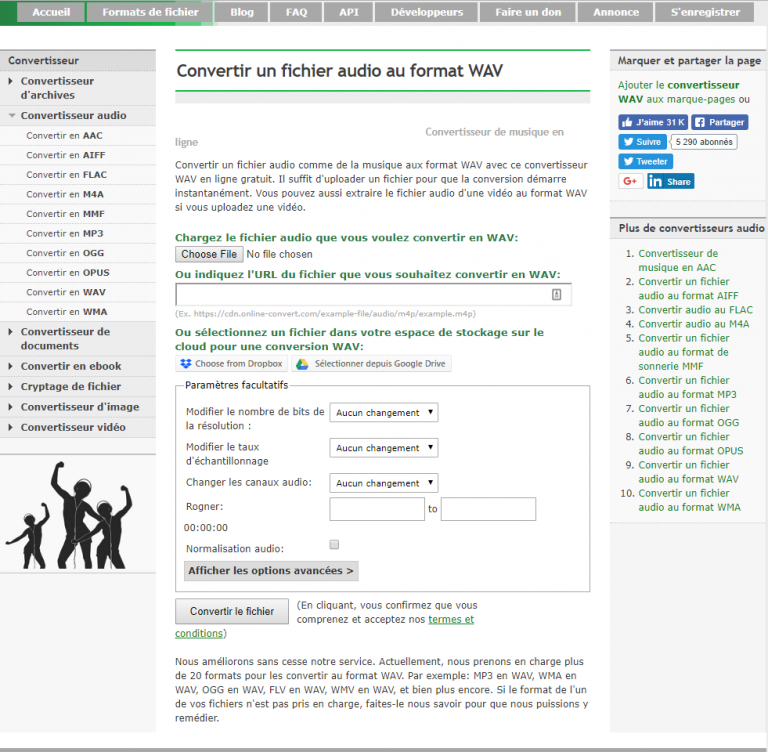 Accueil
Formats de fichier
Blog
FAQ
API
Développeurs
Faire un don
Annonce
S'enregistrer
Convertisseur
Convertisseur
d'archives
Convertisseur audio
Convertir en AAC
Convertir en AIFF
Convertir en FLAC
Convertir en M4A
Convertir en MMF
Convertir en MP3
Convertir en OGG
Convertir en OPUS
Convertir en WAV
Convertir en WMA
Convertisseur de
documents
Convertir en ebook
Cryptage de fichier
Convertisseur d'image
Convertisseur vidéo
Convertir un fichier audio au format WAV
Convertisseur de musique en
ligne
Convertir un fichier audio comme de la musique aux format WAV avec ce convertisseur
WAV en ligne gratuit. Il suffit d'uploader un fichier pour que la conversion démarre
instantanément. Vous pouvez aussi extraire le fichier audio d'une vidéo au format WAV
si vous uploadez une vidéo.
Chargez le fichier audio que vous voulez convertir en WAV:
Choose File No file chosen
Ou indiquez l'URL du fichier que vous souhaitez convertir en WAV:
(Ex. https://cdn.online-convert.com/example-file/audio/m4p/example.m4p)
Ou sélectionnez un fichier dans votre espace de stockage sur le
cloud pour une conversion WAV:
Choose from Dropbox
Sélectionner depuis Google Drive
Paramètres facultatifs
Modifier le nombre de bits de
la résolution :
Aucun changement
Modifier le taux
d'échantillonnage
Aucun changement
Changer les canaux audio:
Aucun changement
Rogner:
to
00:00:00
Normalisation audio:
Afficher les options avancées >
Convertir le fichier
(En cliquant, vous confirmez que vous
comprenez et acceptez nos termes et
conditions)
Nous améliorons sans cesse notre service. Actuellement, nous prenons en charge plus
de 20 formats pour les convertir au format WAV. Par exemple: MP3 en WAV, WMA en
WAV, OGG en WAV, FLV en WAV, WMV en WAV, et bien plus encore. Si le format de l'un
de vos fichiers n'est pas pris en charge, faites-le nous savoir pour que nous puissions y
remédier.
Marquer et partager la page
Ajouter le convertisseur
WAV aux marque-pages ou
J'aime 31 K
Partager
Suivre
5 290 abonnés
Tweeter
G+
in Share
Plus de convertisseurs audio
1. Convertisseur de
musique en AAC
2. Convertir un fichier
audio au format AIFF
3. Convertir audio au FLAC
4. Convertir audio au M4A
5. Convertir un fichier
audio au format de
sonnerie MMF
6. Convertir un fichier
audio au format MP3
7. Convertir un fichier
audio au format OGG
8. Convertir un fichier
audio au format OPUS
9. Convertir un fichier
audio au format WAV
10. Convertir un fichier
audio au format WMA